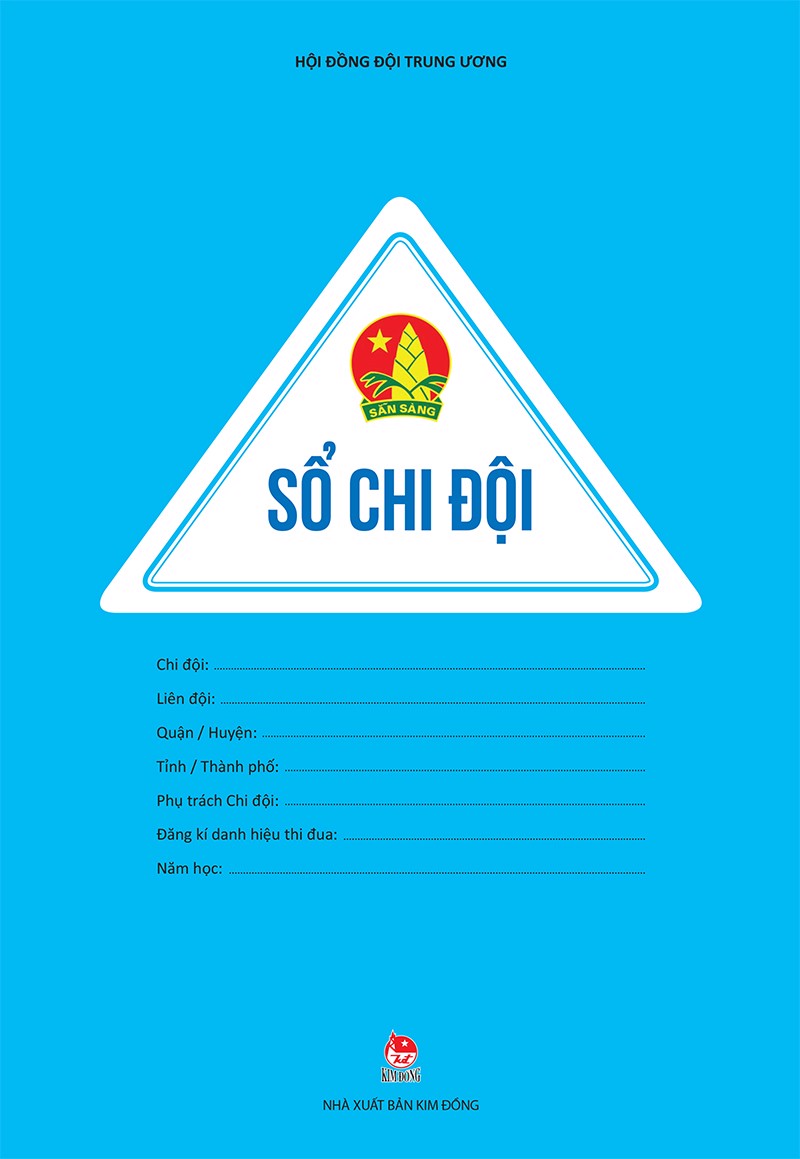 HỘI ĐỒNG ĐỘI TRUNG ƯƠNG
SẴN SÀNG
SỔ CHI ĐỘI
Chi đội:
Liên đội:
Quận / Huyện:
Tỉnh / Thành phố:
Phụ trách Chi đội:
Đăng kí danh hiệu thi đua:
Năm học:
Kđ
KIM ĐỒNG
NHÀ XUẤT BẢN KIM ĐỒNG